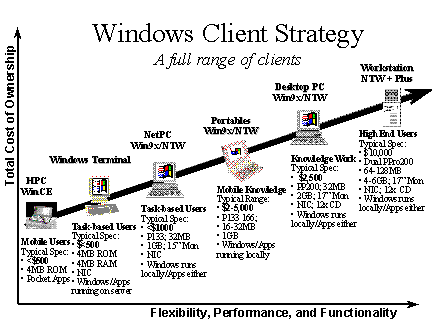 Windows Client Strategy
A full range of clients
Total Cost of Ownership
Flexibility, Performance, and Functionality
HPC
WinCE
Mobile Users
Typical Spec:
• <$500
• 4MB ROM
• Pocket Apps
Windows Terminal
Task-based Users
Typical Spec:
• $<500
• 4MB ROM
• 4MB RAM
• NIC
• Windows/Apps
running on server
NetPC
Win9x/NTW
Task-based Users
Typical Spec:
• <$1000
• P133; 32MB
• 1GB; 15" Mon
• NIC
• Windows runs
locally/Apps either
Portables
Win9x/NTW
Mobile Knowledge
Typical Range:
• $2-5,000
• P133 166;
• 16-32MB
• 1GB
• Windows/Apps
running locally
Desktop PC
Win9x/NTW
Knowledge Work
Typical Spec:
• $2,500
• PP200; 32MB
• 2GB; 17" Mon
• NIC; 12x CD
• Windows runs
locally/Apps either
Workstation
NTW + Plus
High End Users
Typical Spec:
• $10,000
• Dual PPro200
• 64-128MB
• 4-6GB; 17" Mon
• NIC; 12x CD
• Windows runs
locally/Apps either